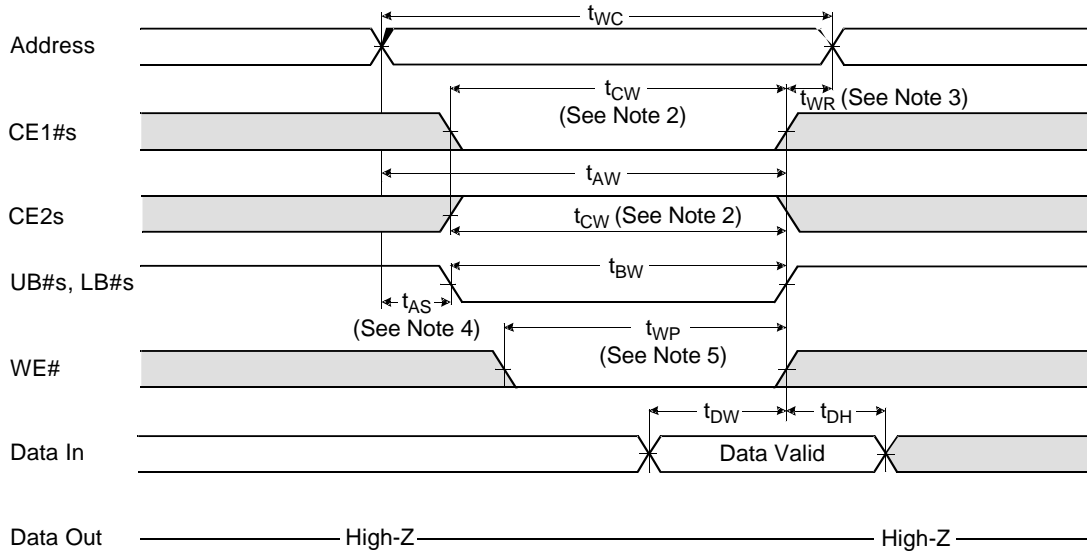 tWC
Address
tCW
(See Note 2)
tWR (See Note 3)
CE1#s
tAW
CE2s
tCW (See Note 2)
tBW
UB#s, LB#s
tAS
(See Note 4)
tWP
(See Note 5)
WE#
tDW
tDH
Data In
Data Valid
Data Out
High-Z
High-Z